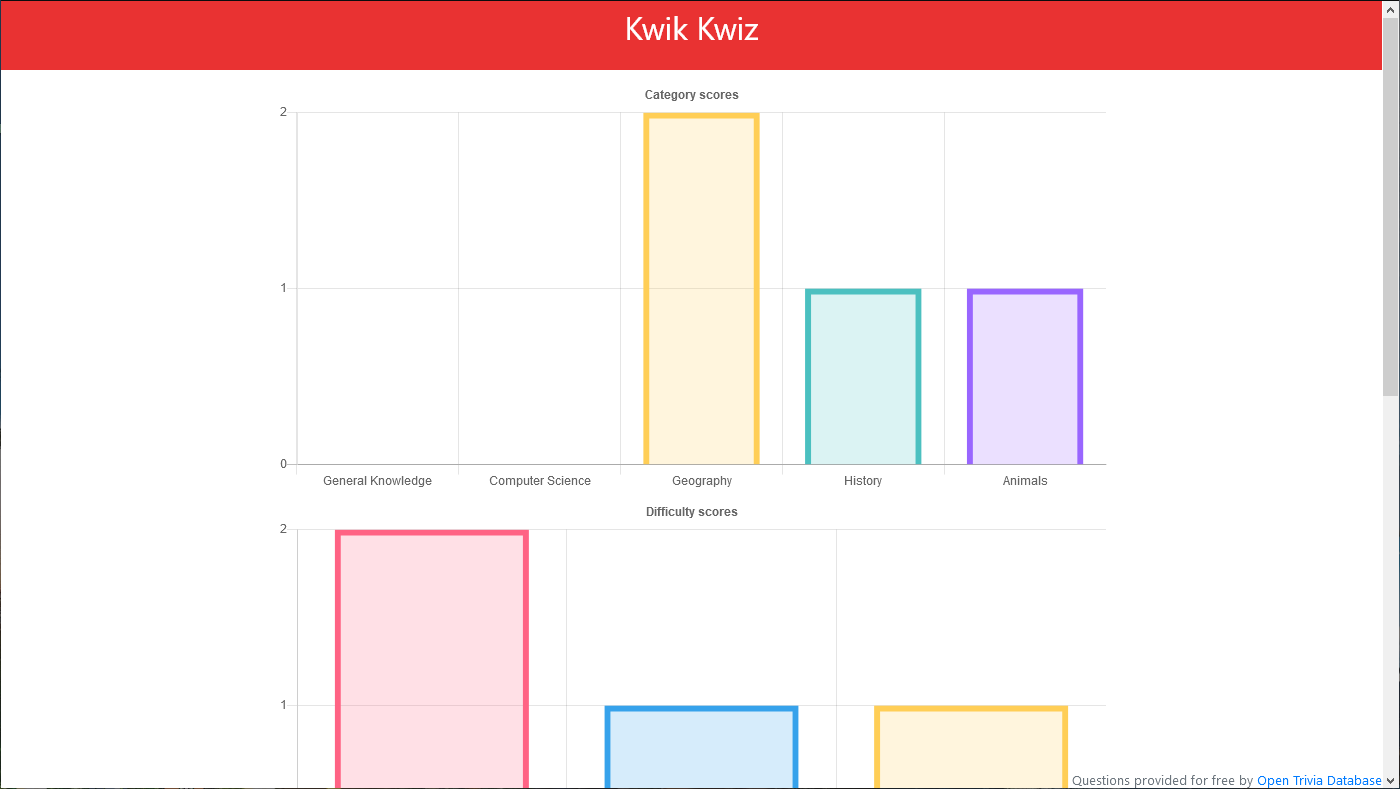 Kwik Kwiz
Category scores
2
1
0
General Knowledge Computer Science Geography History Animals
Difficulty scores
2
1
Questions provided for free by Open Trivia Database